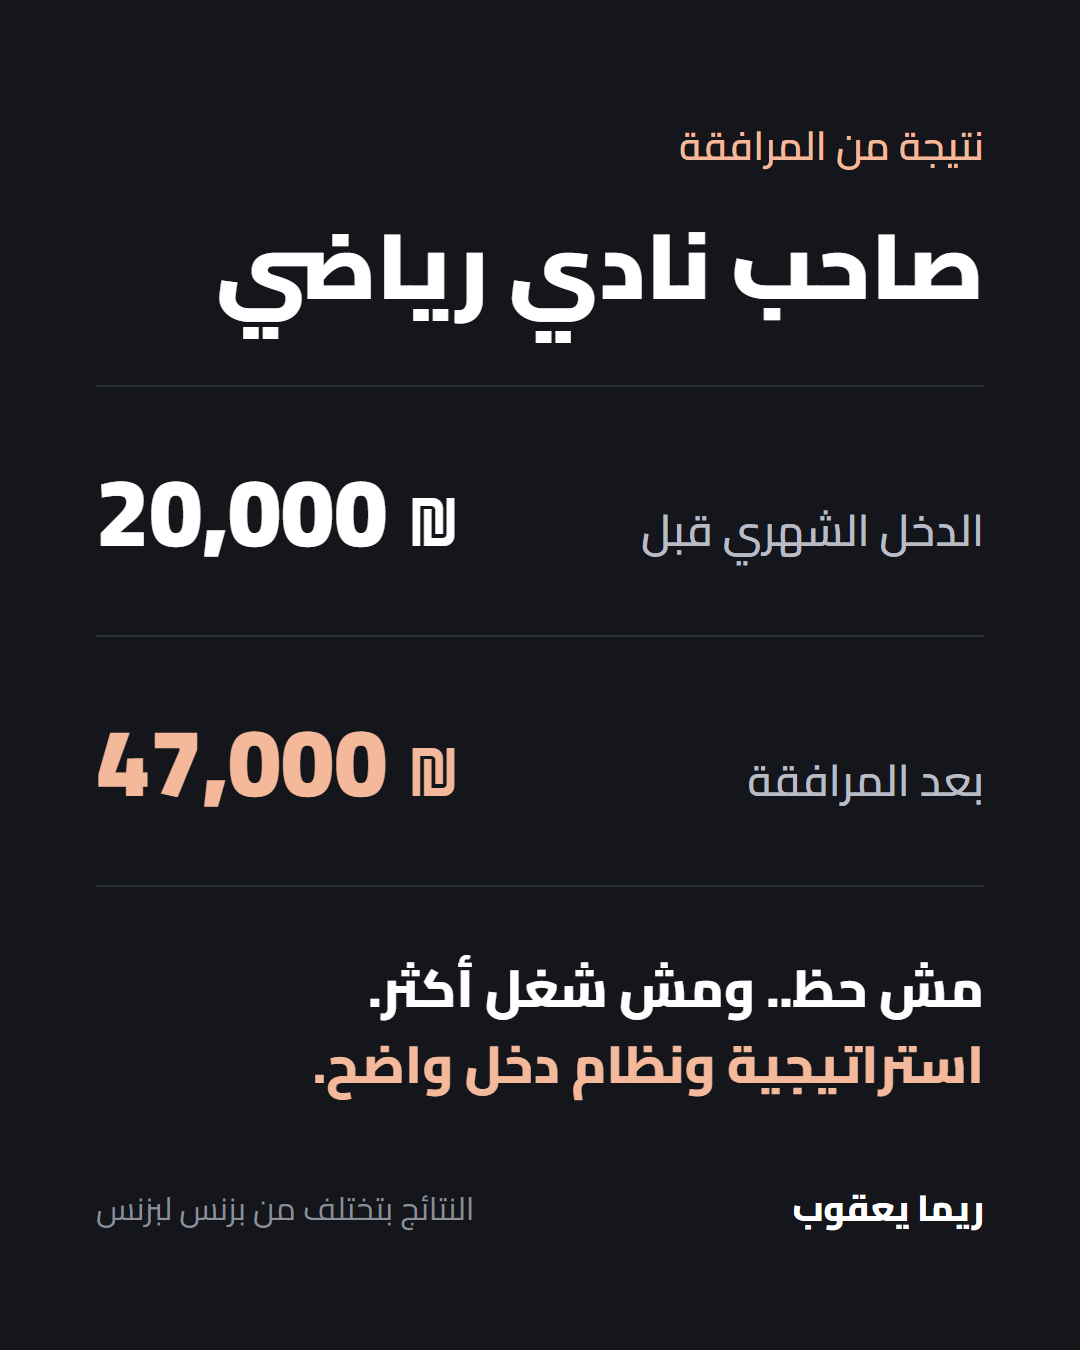 نتيجة من المرافقة
صاحب نادي رياضي
الدخل الشهري قبل
20,000 ₪
بعد المرافقة
47,000 ₪
مش حظ.. ومش شغل أكثر.
استراتيجية ونظام دخل واضح.
ريما يعقوب
النتائج بتختلف من بزنس لبزنس